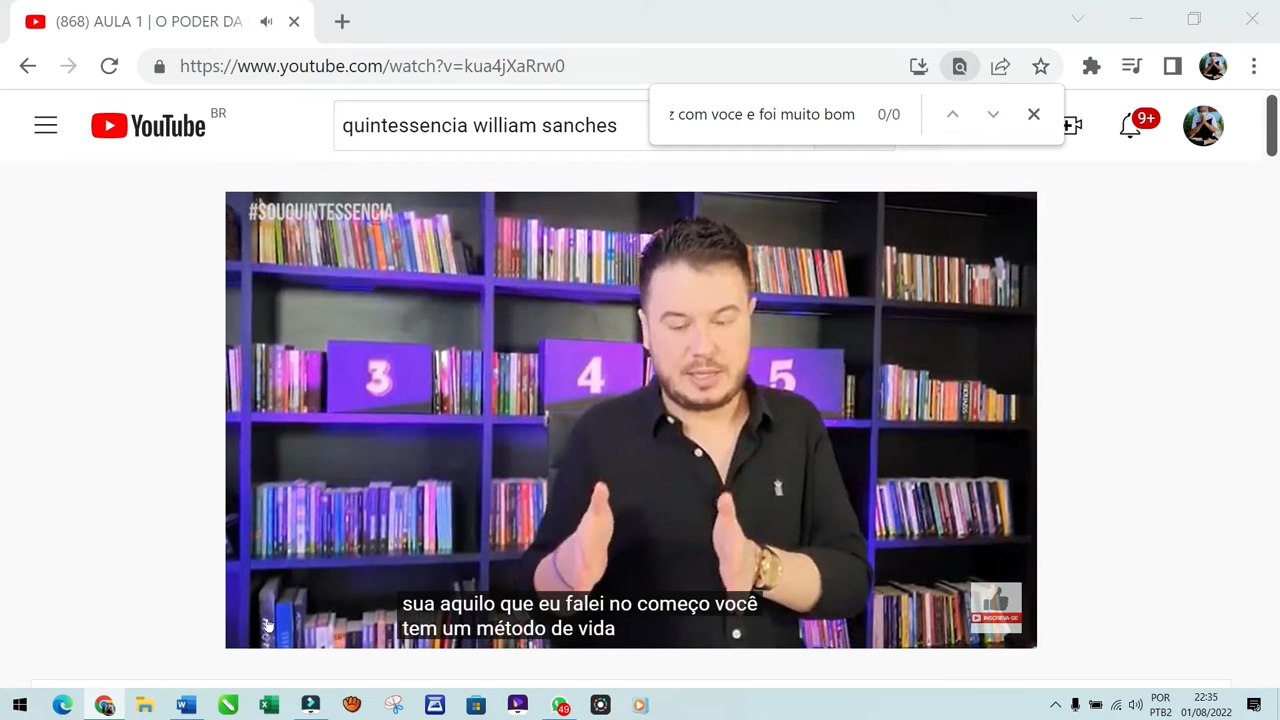 (868) AULA 1 | O PODER DA
https://www.youtube.com/watch?v=kua4jXaRrw0
YouTube BR
quintessencia william sanches
z com voce e foi muito bom 0/0
9+
#SOUQUINTESSENCIA
3 4 5
sua aquilo que eu falei no começo você
tem um método de vida
INSCREVA-SE
49
POR 22:35
PTB2 01/08/2022